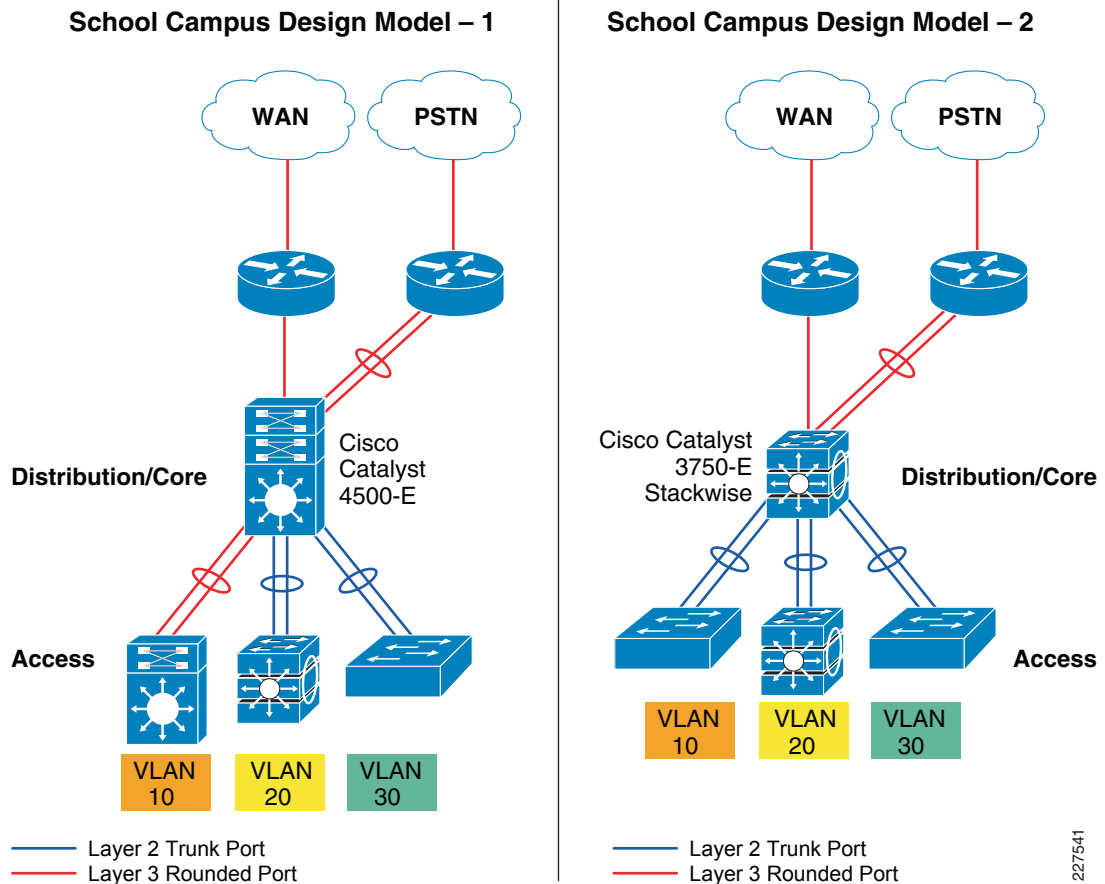 School Campus Design Model – 1
WAN
PSTN
Cisco
Catalyst
4500-E
Distribution/Core
Access
VLAN
10
VLAN
20
VLAN
30
Layer 2 Trunk Port
Layer 3 Rounded Port
School Campus Design Model – 2
WAN
PSTN
Cisco Catalyst
3750-E
Stackwise
Distribution/Core
Access
VLAN
10
VLAN
20
VLAN
30
Layer 2 Trunk Port
Layer 3 Rounded Port
227541